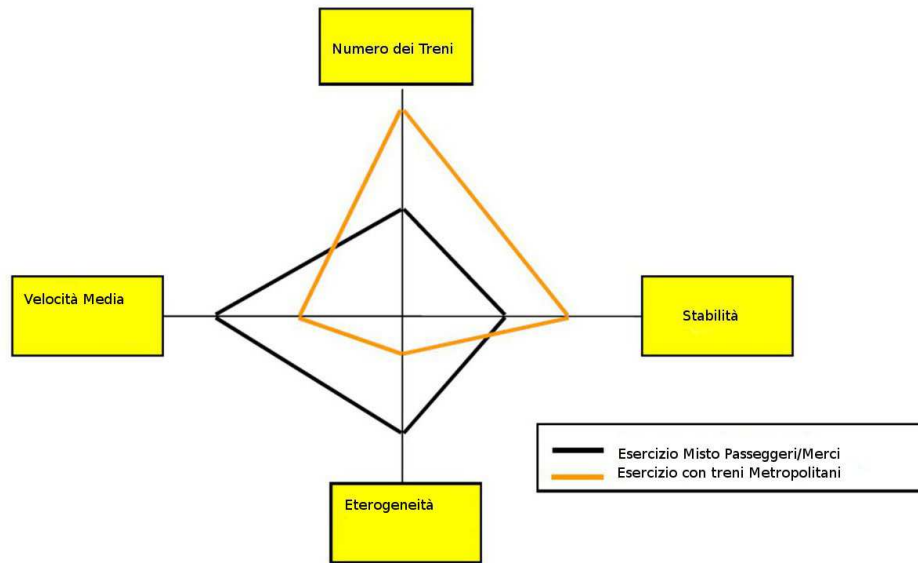 Numero dei Treni
Velocità Media
Stabilità
Esercizio Misto Passeggeri/Merci
Esercizio con treni Metropolitani
Eterogeneità